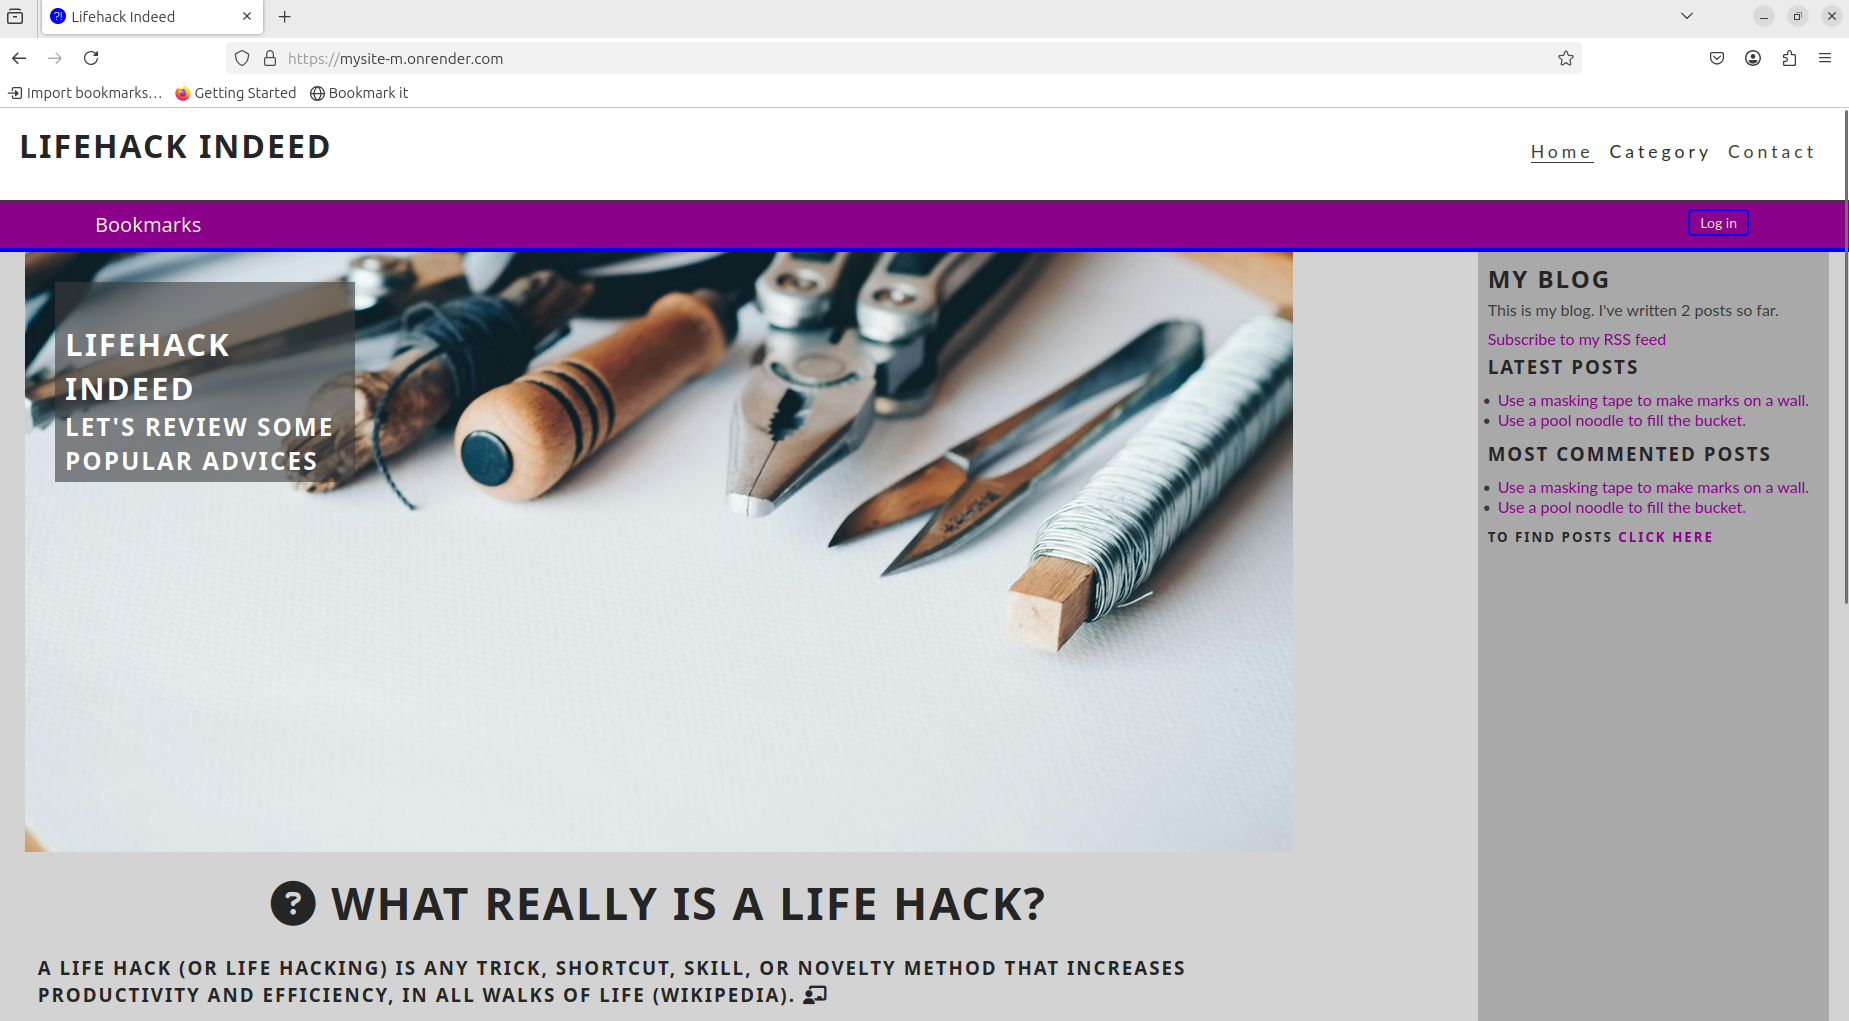 Lifehack Indeed
https://mysite-m.onrender.com
Import bookmarks... Getting Started Bookmark it
LIFEHACK INDEED
Home Category Contact
Bookmarks
Log in
LIFEHACK
INDEED
LET'S REVIEW SOME
POPULAR ADVICES
MY BLOG
This is my blog. I've written 2 posts so far.
Subscribe to my RSS feed
LATEST POSTS
Use a masking tape to make marks on a wall.
Use a pool noodle to fill the bucket.
MOST COMMENTED POSTS
Use a masking tape to make marks on a wall.
Use a pool noodle to fill the bucket.
TO FIND POSTS CLICK HERE
WHAT REALLY IS A LIFE HACK?
A LIFE HACK (OR LIFE HACKING) IS ANY TRICK, SHORTCUT, SKILL, OR NOVELTY METHOD THAT INCREASES
PRODUCTIVITY AND EFFICIENCY, IN ALL WALKS OF LIFE (WIKIPEDIA).